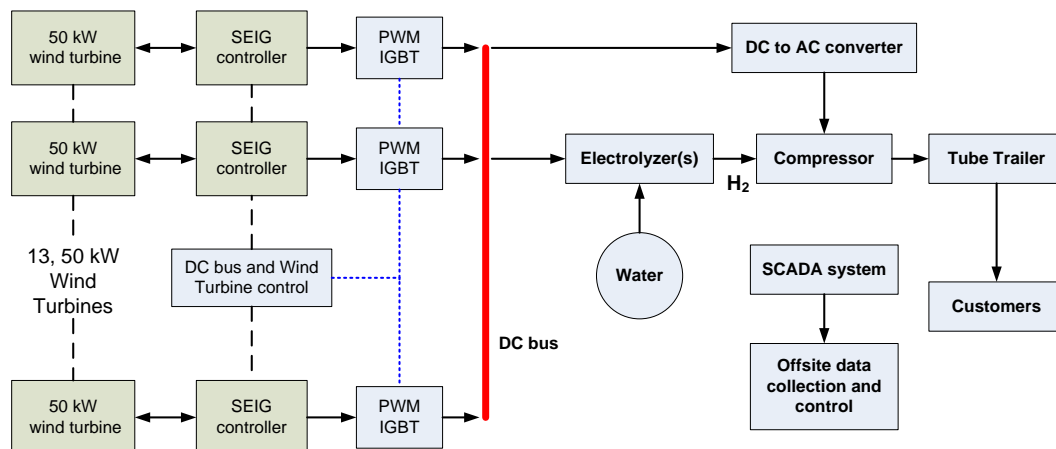 50 kW
wind turbine
SEIG
controller
PWM
IGBT
DC to AC converter
50 kW
wind turbine
SEIG
controller
PWM
IGBT
Electrolyzer(s)
H₂
Compressor
Tube Trailer
13, 50 kW
Wind
Turbines
DC bus and Wind
Turbine control
Water
SCADA system
Customers
DC bus
Offsite data
collection and
control
50 kW
wind turbine
SEIG
controller
PWM
IGBT